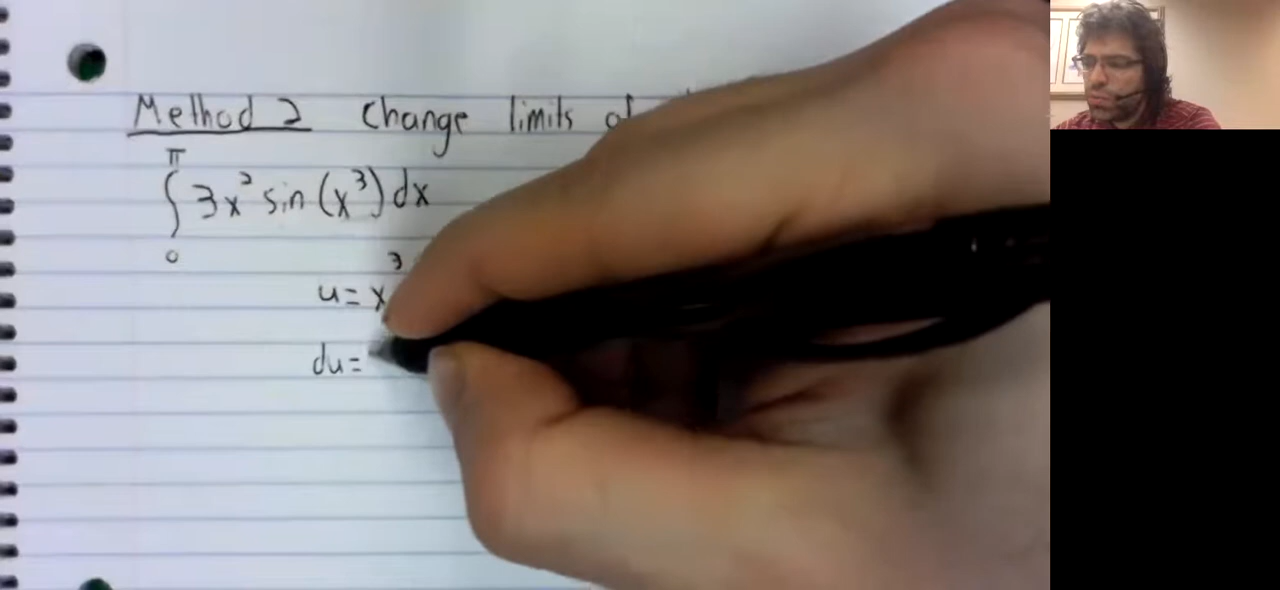 Method 2 Change limits of
∫₀^π 3x² sin(x³) dx
u = x³
du =